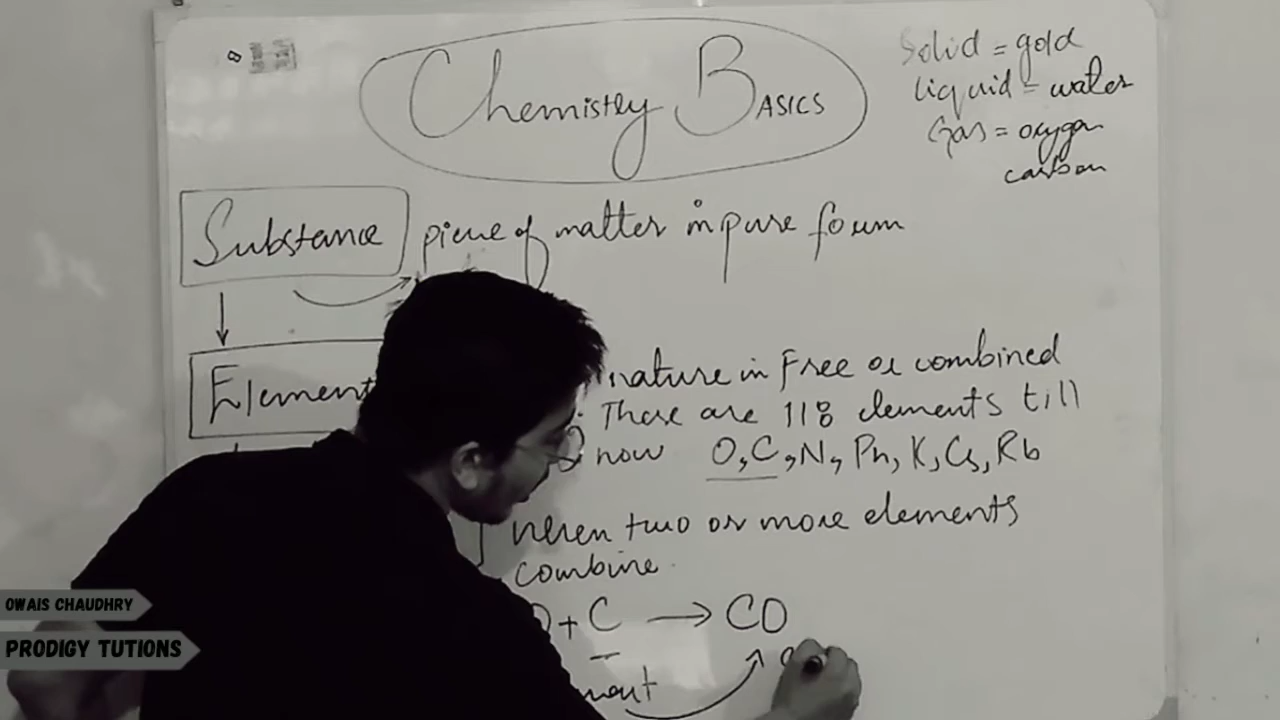 Chemistry BASICS
Solid = gold
liquid = water
Gas = oxygen
carbon
Substance
piece of matter in pure form
Element
nature in Free or combined
There are 118 elements till
now O, C, N, Ph, K, Cs, Rb
When two or more elements
combine
O + C → CO
OWAIS CHAUDHRY
PRODIGY TUTIONS